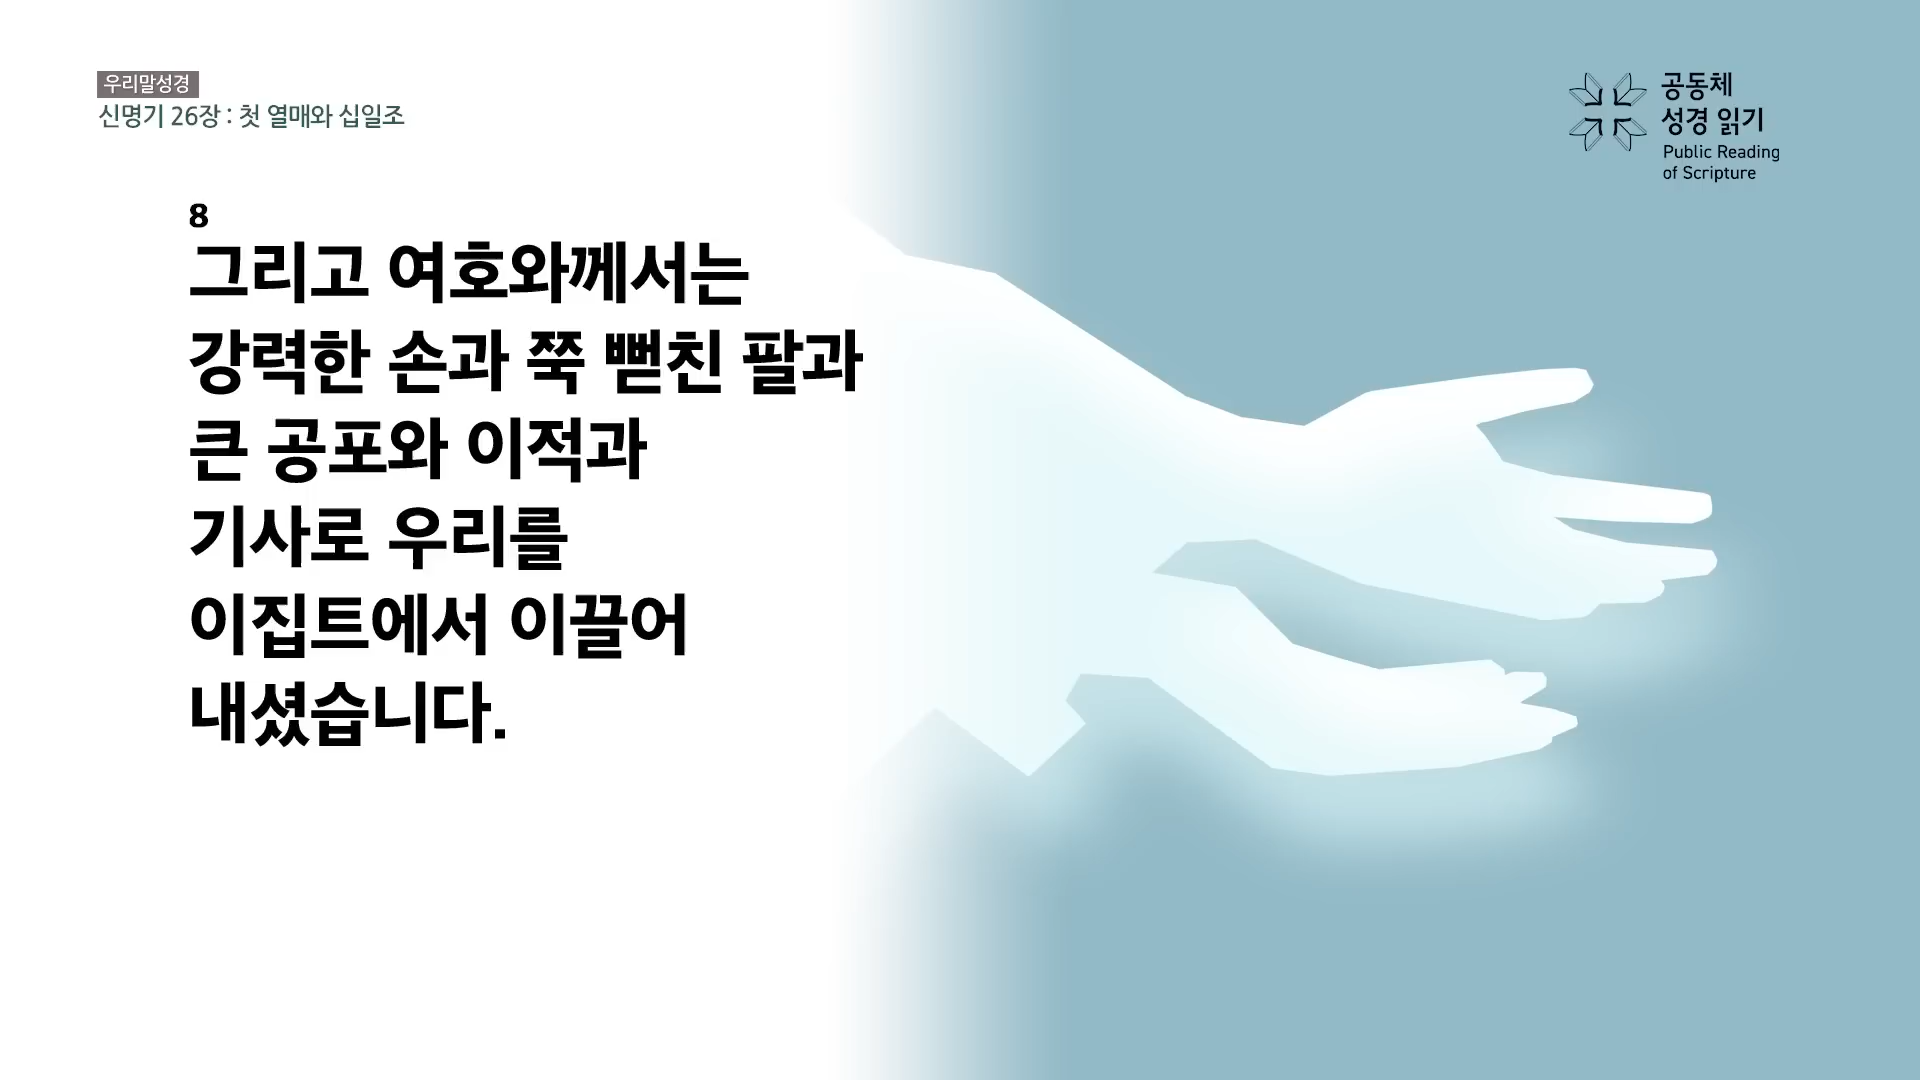 우리말성경
신명기 26장 : 첫 열매와 십일조
공동체
성경 읽기
Public Reading
of Scripture
8
그리고 여호와께서는
강력한 손과 쭉 뻗친 팔과
큰 공포와 이적과
기사로 우리를
이집트에서 이끌어
내셨습니다.